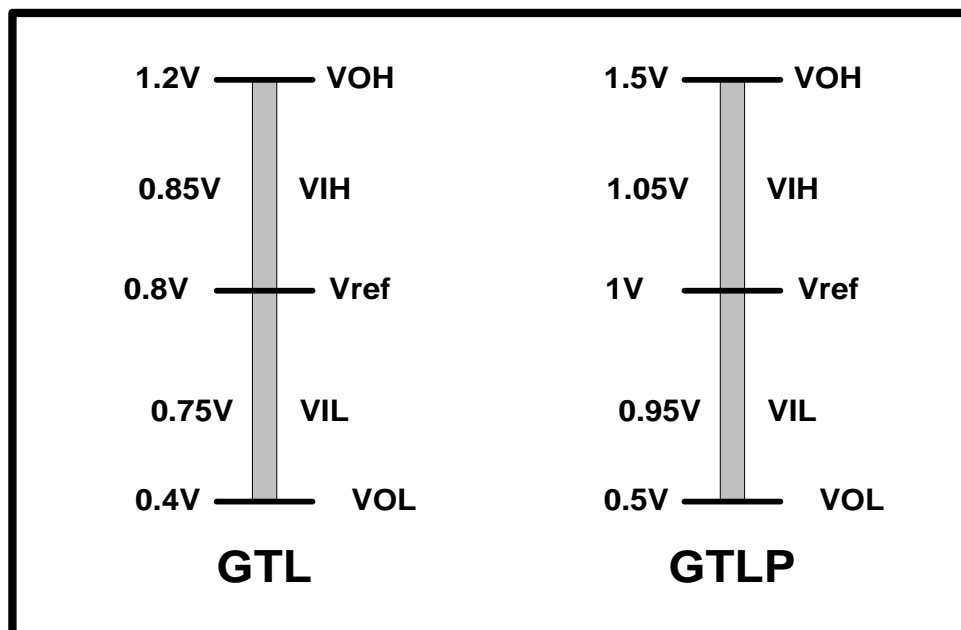 1.2V VOH 1.5V VOH
0.85V VIH 1.05V VIH
0.8V Vref 1V Vref
0.75V VIL 0.95V VIL
0.4V VOL 0.5V VOL
GTL GTLP